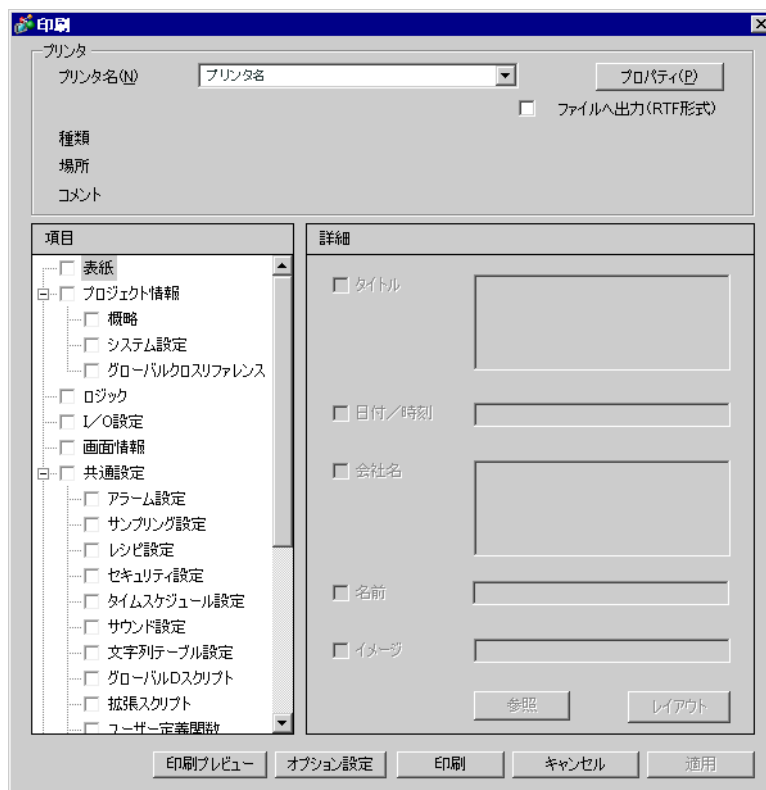 印刷
プリンタ
プリンタ名(N) プリンタ名 プロパティ(P)
ファイルへ出力(RTF形式)
種類
場所
コメント
項目
表紙
プロジェクト情報
概略
システム設定
グローバルクロスリファレンス
ロジック
I/O設定
画面情報
共通設定
アラーム設定
サンプリング設定
レシピ設定
セキュリティ設定
タイムスケジュール設定
サウンド設定
文字列テーブル設定
グローバルDスクリプト
拡張スクリプト
ユーザー定義関数
詳細
タイトル
日付/時刻
会社名
名前
イメージ
参照 レイアウト
印刷プレビュー オプション設定 印刷 キャンセル 適用